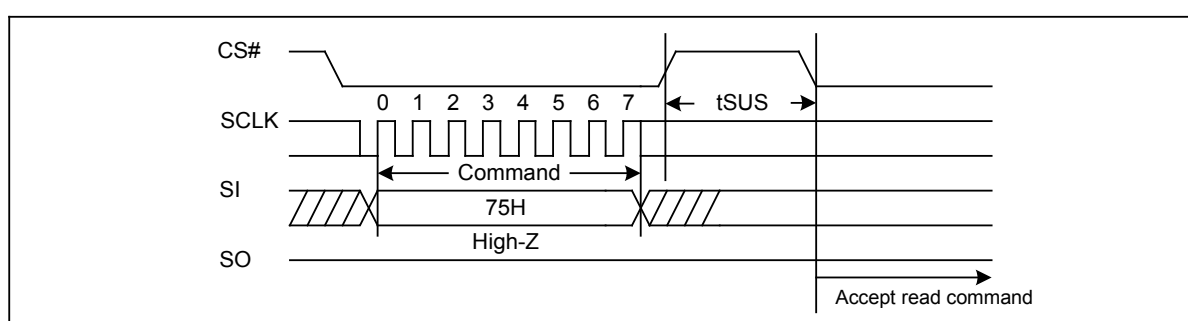 CS#
tSUS
0 1 2 3 4 5 6 7
SCLK
Command
SI
75H
High-Z
SO
Accept read command